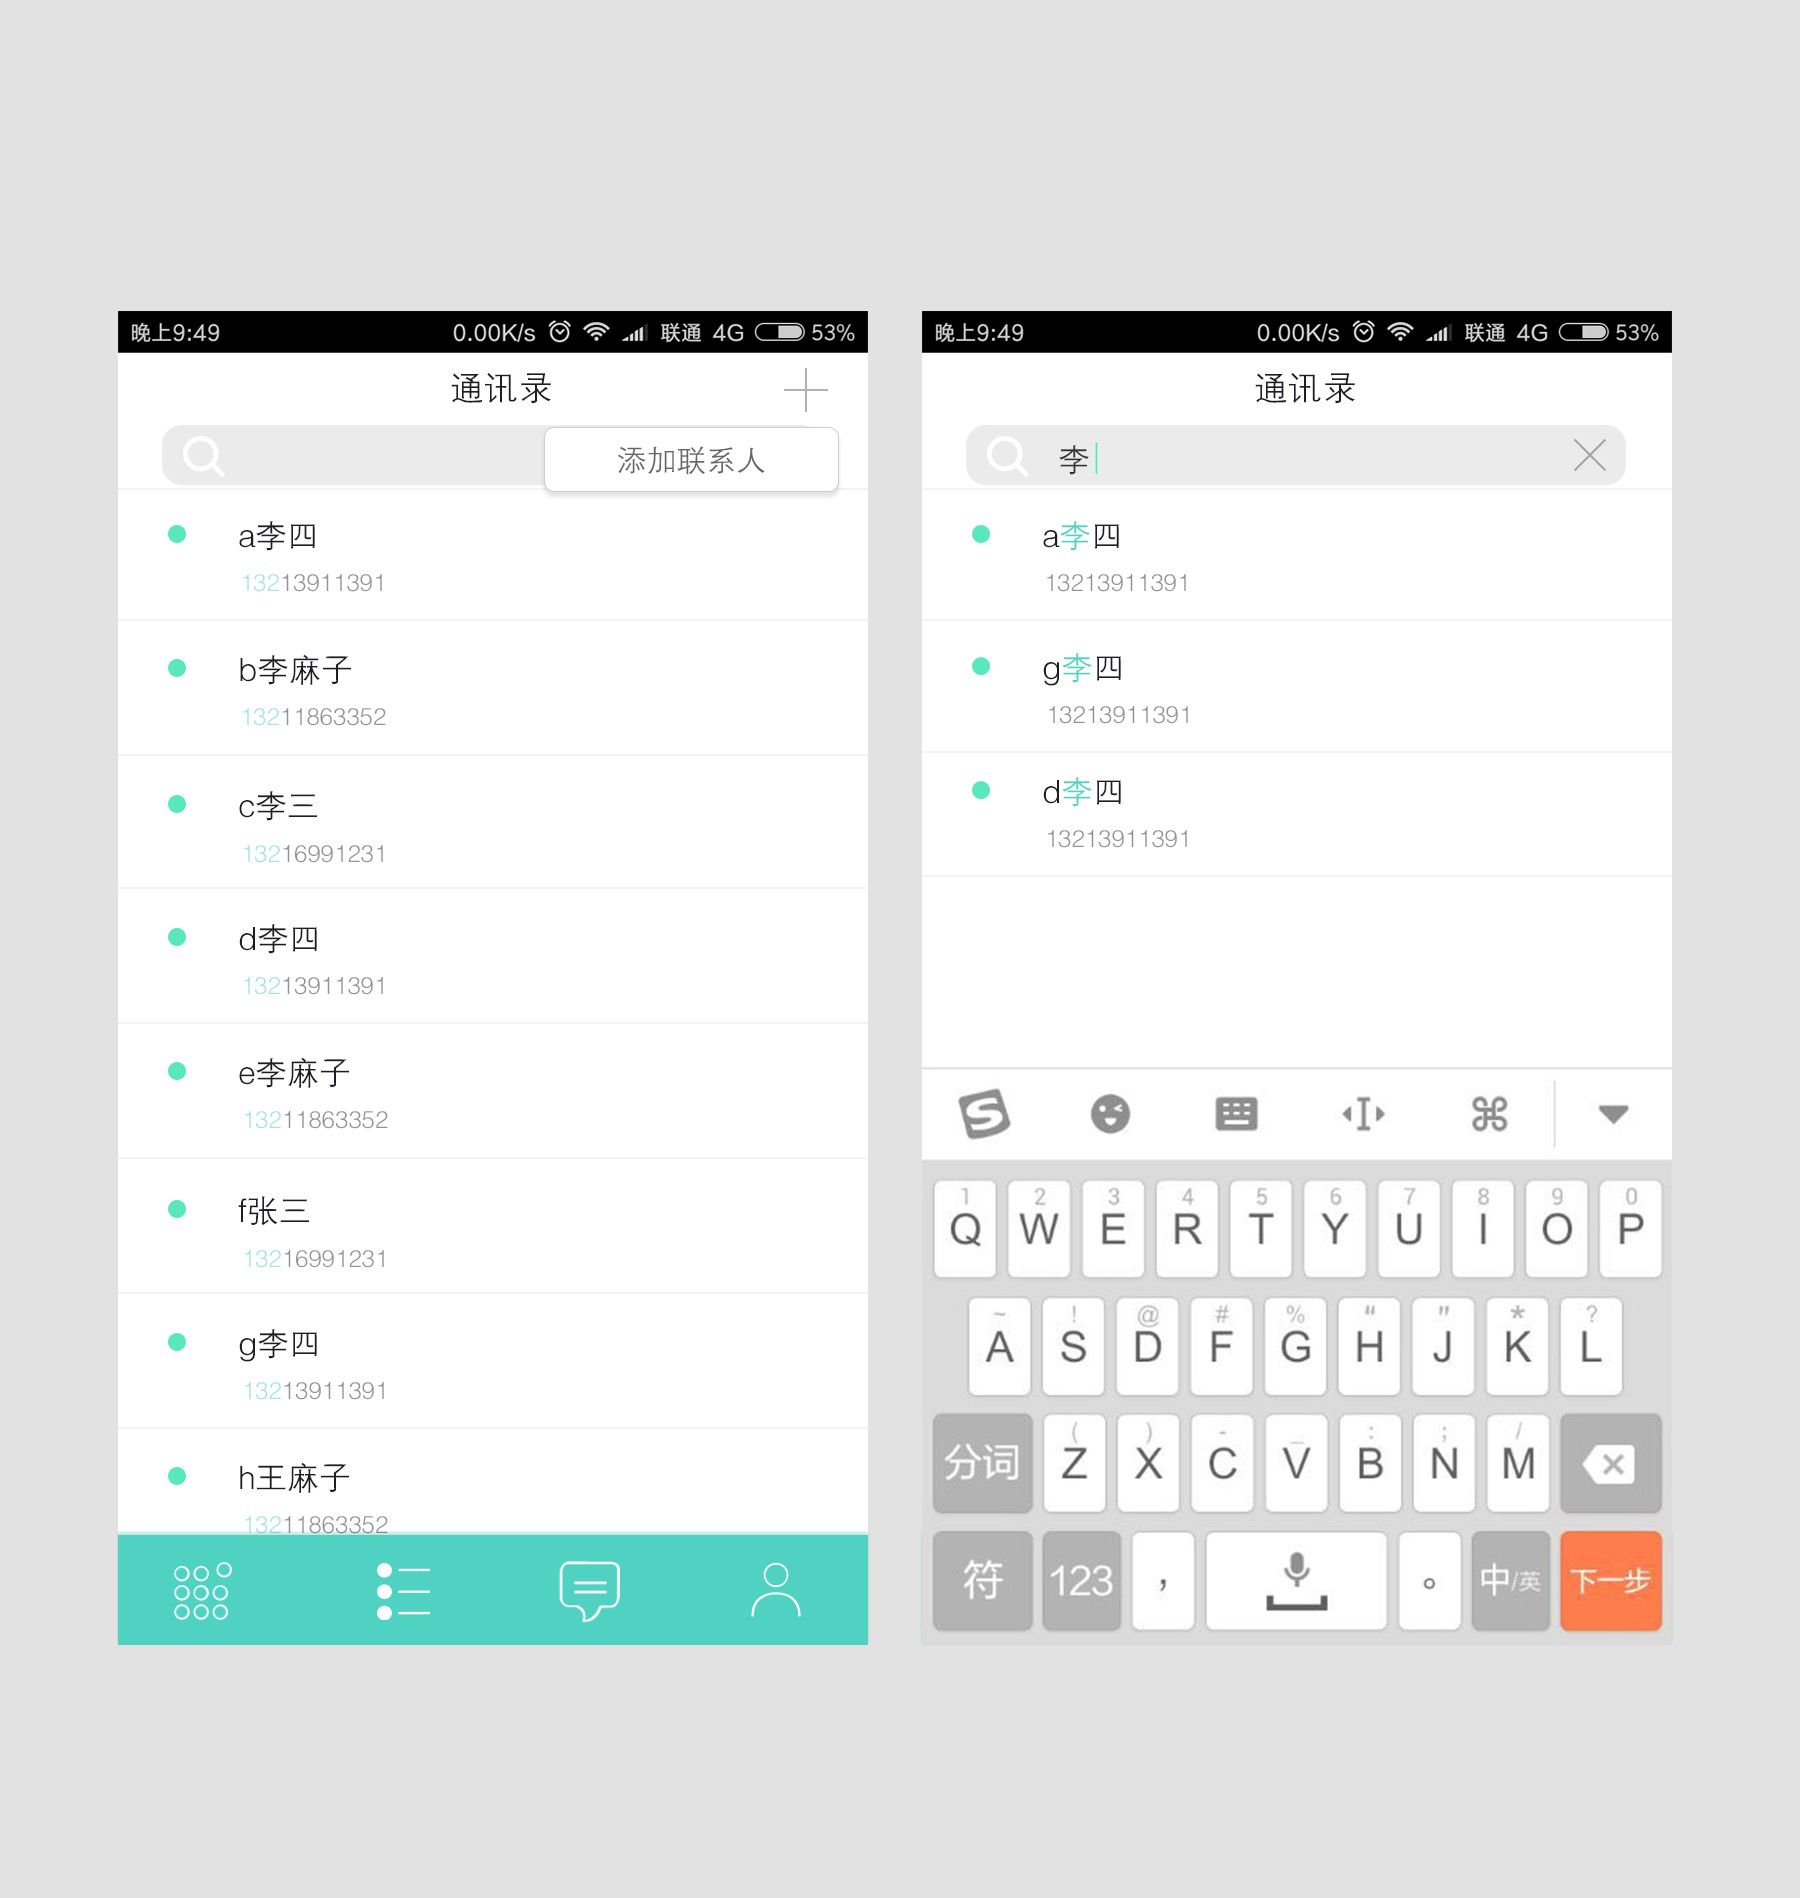 晚上9:49 0.00K/s 联通 4G 53%
通讯录
添加联系人
a李四
13213911391
b李麻子
13211863352
c李三
13216991231
d李四
13213911391
e李麻子
13211863352
f张三
13216991231
g李四
13213911391
h王麻子
13211863352
晚上9:49 0.00K/s 联通 4G 53%
通讯录
李
a李四
13213911391
g李四
13213911391
d李四
13213911391
1 2 3 4 5 6 7 8 9 0
Q W E R T Y U I O P
~ ! @ # % “ ” * ?
A S D F G H J K L
( ) - _ : ; /
分词 Z X C V B N M
符 123 , 。 中/英 下一步